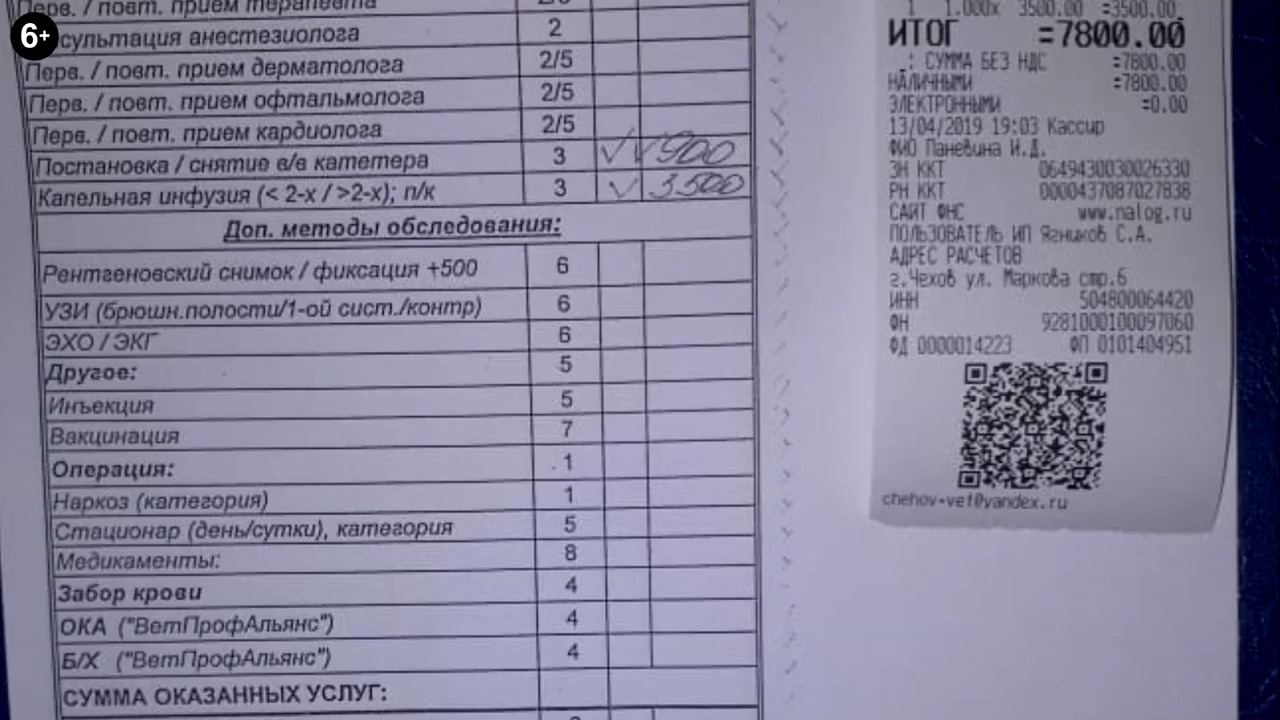 6+
Перв. / повт. прием терапевта
сультация анестезиолога 2
Перв. / повт. прием дерматолога 2/5
Перв. / повт. прием офтальмолога 2/5
Перв. / повт. прием кардиолога 2/5
Постановка / снятие в/в катетера 3 900
Капельная инфузия (< 2-х / >2-х); п/к 3 3500
Доп. методы обследования:
Рентгеновский снимок / фиксация +500 6
УЗИ (брюшн.полости/1-ой сист./контр) 6
ЭХО / ЭКГ 6
Другое: 5
Инъекция 5
Вакцинация 7
Операция: 1
Наркоз (категория) 1
Стационар (день/сутки), категория 5
Медикаменты: 8
Забор крови 4
ОКА ("ВетПрофАльянс") 4
Б/Х ("ВетПрофАльянс") 4
СУММА ОКАЗАННЫХ УСЛУГ:
1 1.000x 3500.00 =3500.00
ИТОГ =7800.00
: СУММА БЕЗ НДС =7800.00
НАЛИЧНЫМИ =7800.00
ЭЛЕКТРОННЫМИ =0.00
13/04/2019 19:03 Кассир
ФИО Паневина И.Д.
ЗН ККТ 0649430030026330
РН ККТ 0000437087027838
САЙТ ФНС www.nalog.ru
ПОЛЬЗОВАТЕЛЬ ИП Ягников С.А.
АДРЕС РАСЧЕТОВ
г.Чехов ул. Маркова стр.6
ИНН 504800064420
ФН 9281000100097060
ФД 0000014223 ФП 0101404951
chehov-vet@yandex.ru